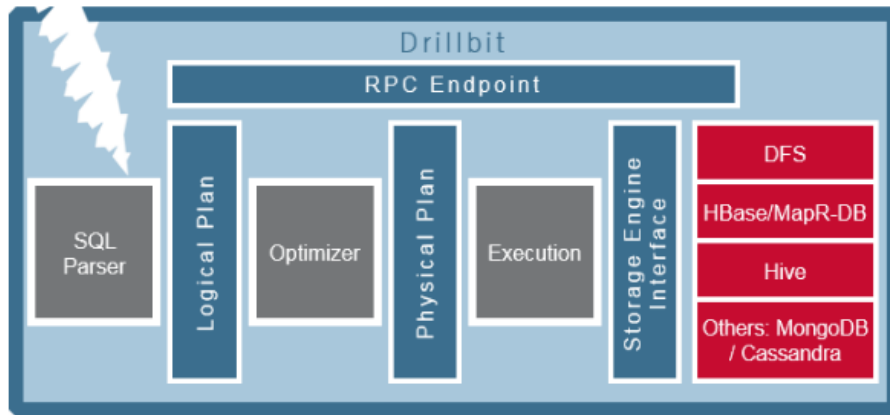 Drillbit
RPC Endpoint
SQL
Parser
Logical Plan
Optimizer
Physical Plan
Execution
Storage Engine
Interface
DFS
HBase/MapR-DB
Hive
Others: MongoDB
/ Cassandra